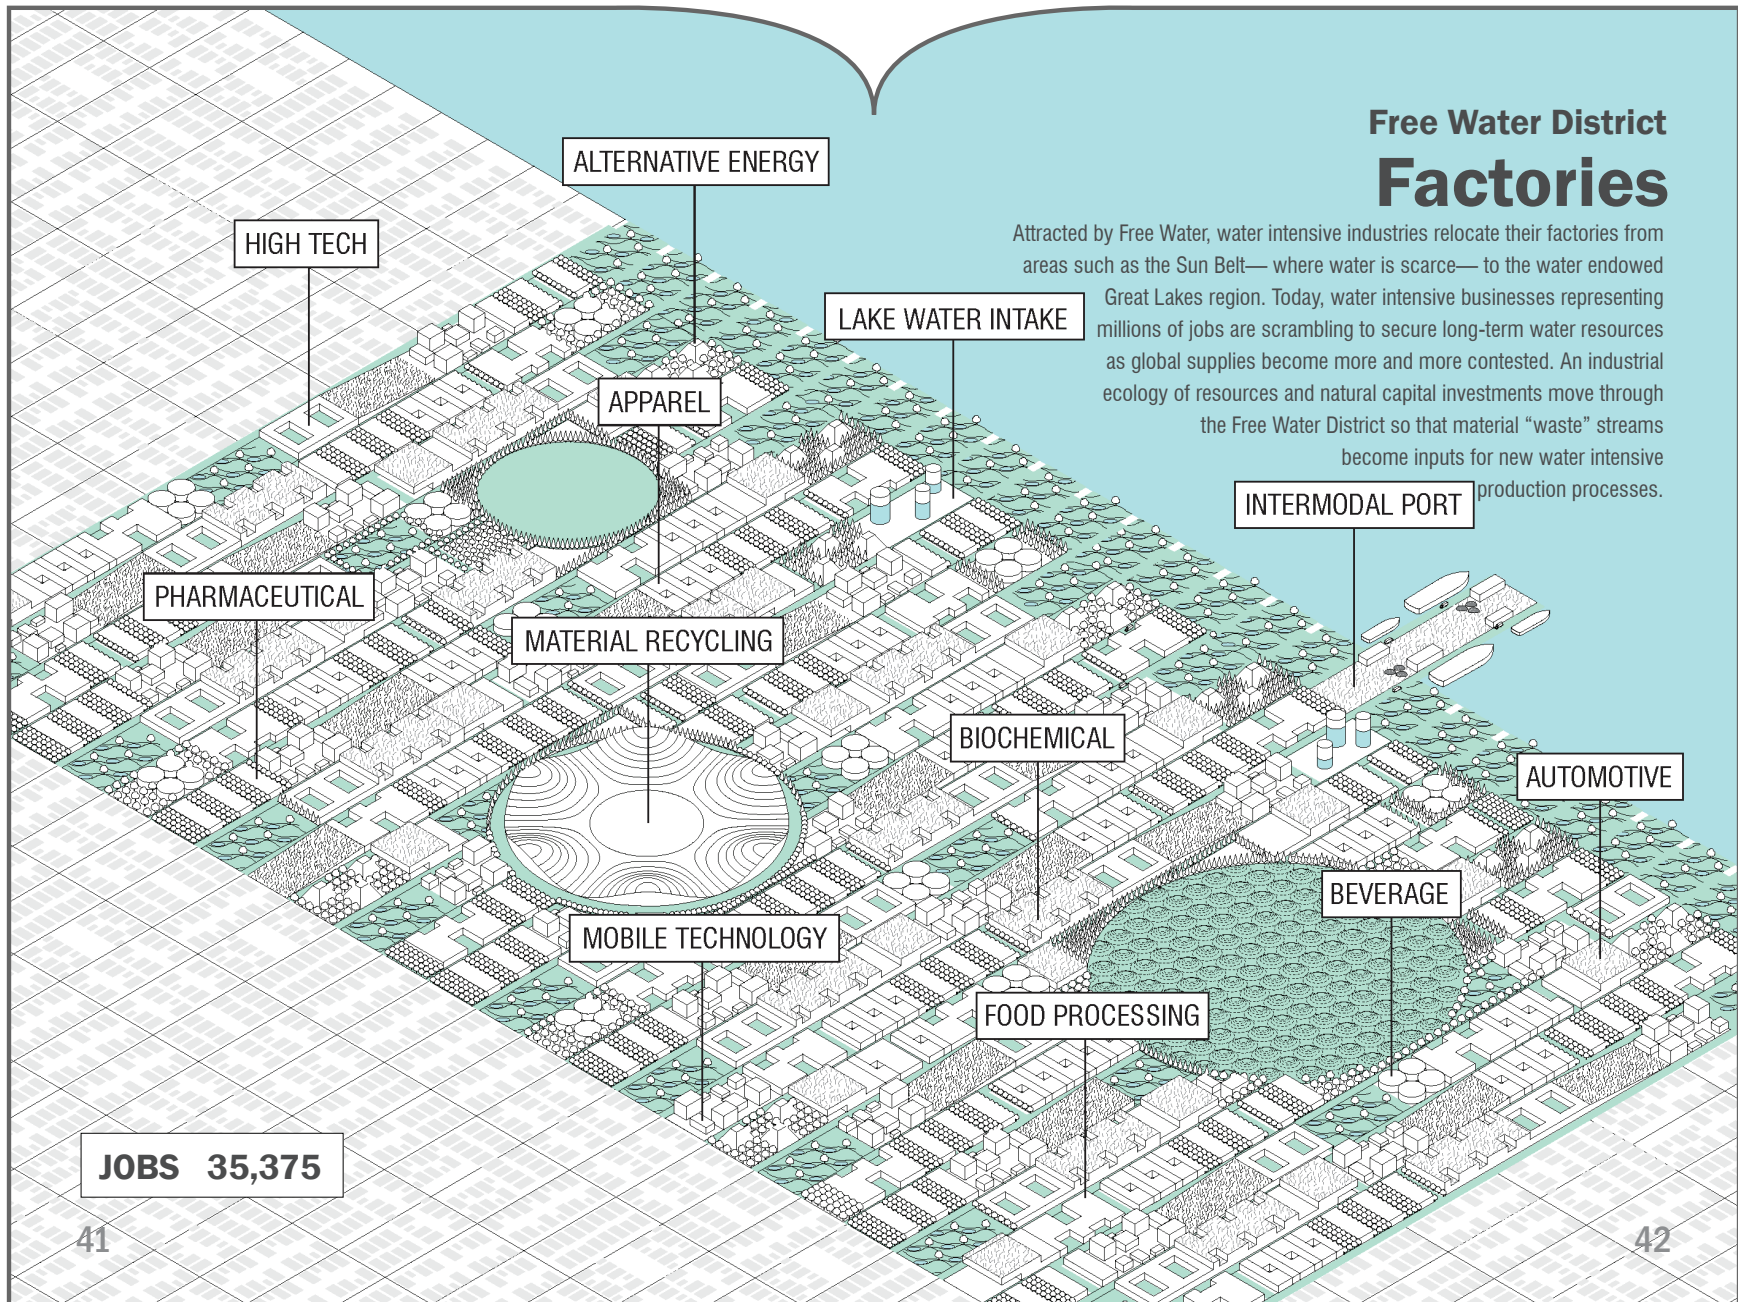 Free Water District
Factories
Attracted by Free Water, water intensive industries relocate their factories from
areas such as the Sun Belt— where water is scarce— to the water endowed
Great Lakes region. Today, water intensive businesses representing
millions of jobs are scrambling to secure long-term water resources
as global supplies become more and more contested. An industrial
ecology of resources and natural capital investments move through
the Free Water District so that material “waste” streams
become inputs for new water intensive
production processes.
ALTERNATIVE ENERGY
HIGH TECH
LAKE WATER INTAKE
APPAREL
INTERMODAL PORT
PHARMACEUTICAL
MATERIAL RECYCLING
BIOCHEMICAL
AUTOMOTIVE
BEVERAGE
MOBILE TECHNOLOGY
FOOD PROCESSING
JOBS 35,375
41
42